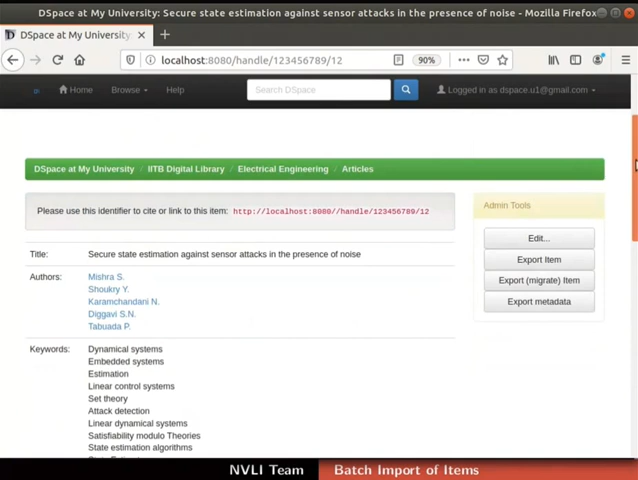 DSpace at My University: Secure state estimation against sensor attacks in the presence of noise - Mozilla Firefox
DSpace at My University:
localhost:8080/handle/123456789/12
90%
Home Browse Help
Search DSpace
Logged in as dspace.u1@gmail.com
DSpace at My University / IITB Digital Library / Electrical Engineering / Articles
Please use this identifier to cite or link to this item: http://localhost:8080//handle/123456789/12
Admin Tools
Edit...
Export Item
Export (migrate) Item
Export metadata
Title: Secure state estimation against sensor attacks in the presence of noise
Authors: Mishra S.
Shoukry Y.
Karamchandani N.
Diggavi S.N.
Tabuada P.
Keywords: Dynamical systems
Embedded systems
Estimation
Linear control systems
Set theory
Attack detection
Linear dynamical systems
Satisfiability modulo Theories
State estimation algorithms
NVLI Team Batch Import of Items